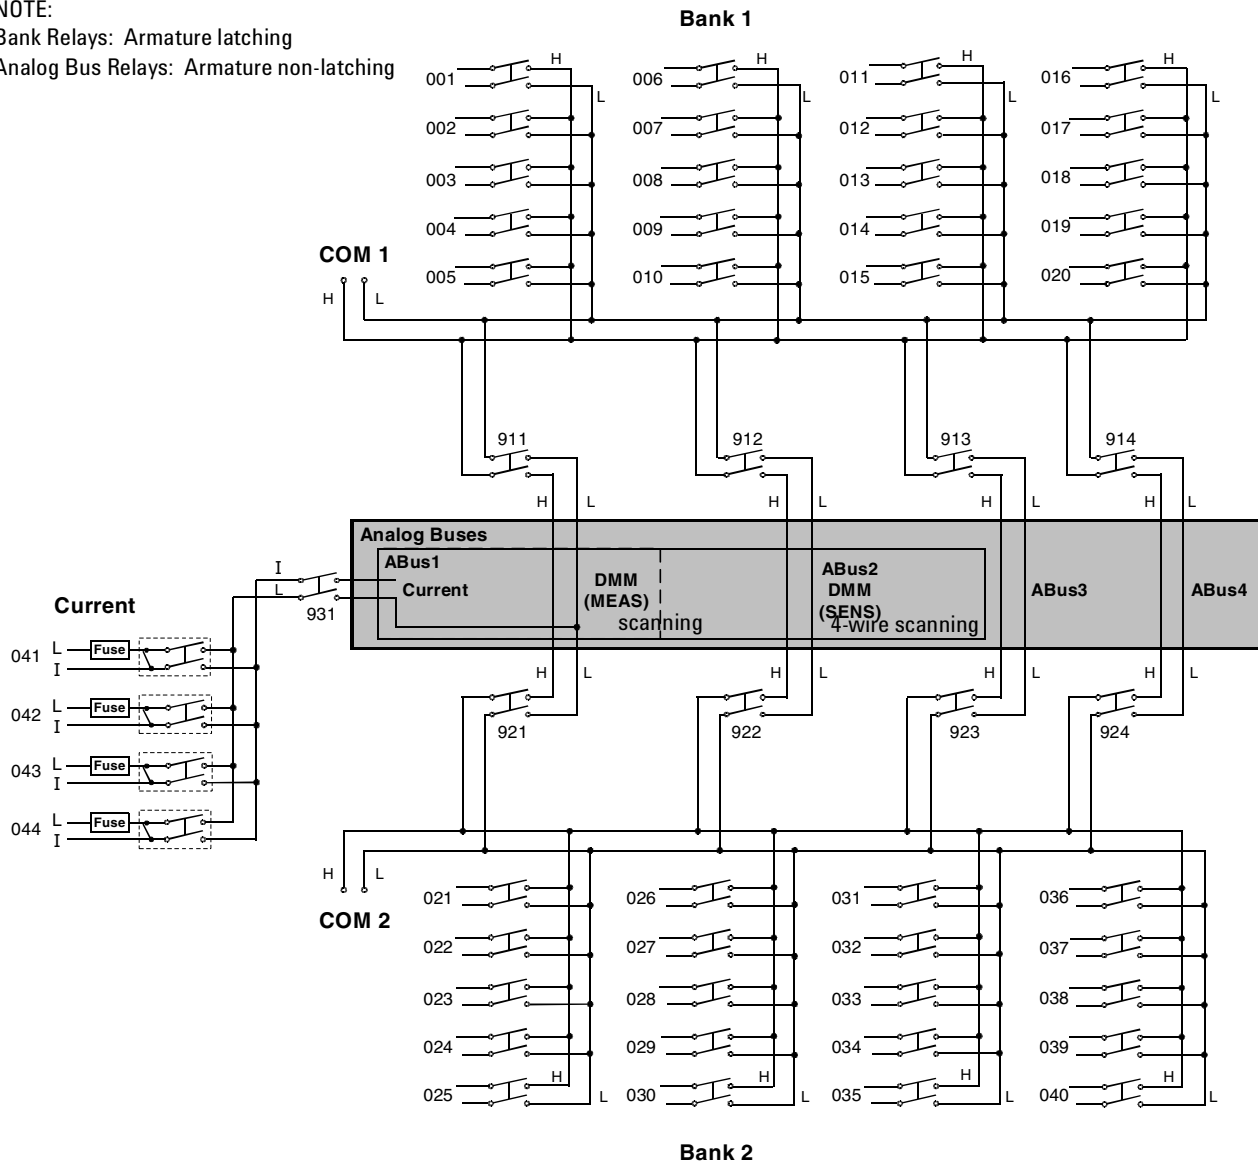 NOTE:
Bank Relays: Armature latching
Analog Bus Relays: Armature non-latching
Bank 1
H H H H
001 006 011 016
L L L L
002 007 012 017
003 008 013 018
004 009 014 019
COM 1
005 010 015 020
H L
911 912 913 914
H L H L H L H L
Analog Buses
ABus1
Current
DMM
(MEAS)
scanning
ABus2
DMM
(SENS)
4-wire scanning
ABus3
ABus4
I
L
931
Current
041 L Fuse
I
042 L Fuse
I
043 L Fuse
I
044 L Fuse
I
H L H L H L H L
921 922 923 924
H L
COM 2
021 026 031 036
022 027 032 037
023 028 033 038
024 029 034 039
H H H H
025 L 030 L 035 L 040 L
Bank 2